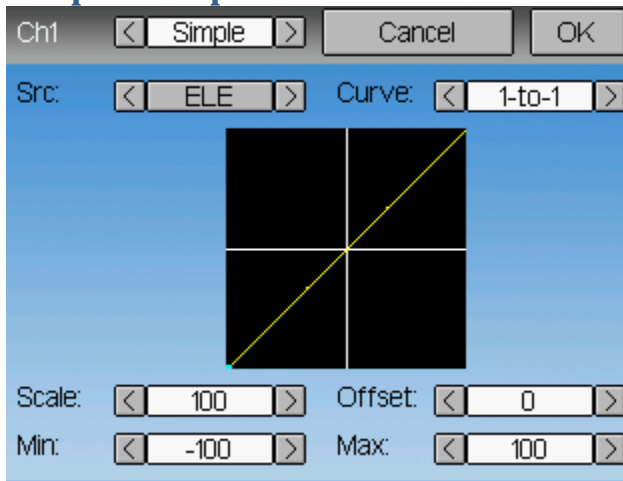 Ch1 < Simple > Cancel OK
Src: < ELE > Curve: < 1-to-1 >
Scale: < 100 > Offset: < 0 >
Min: < -100 > Max: < 100 >